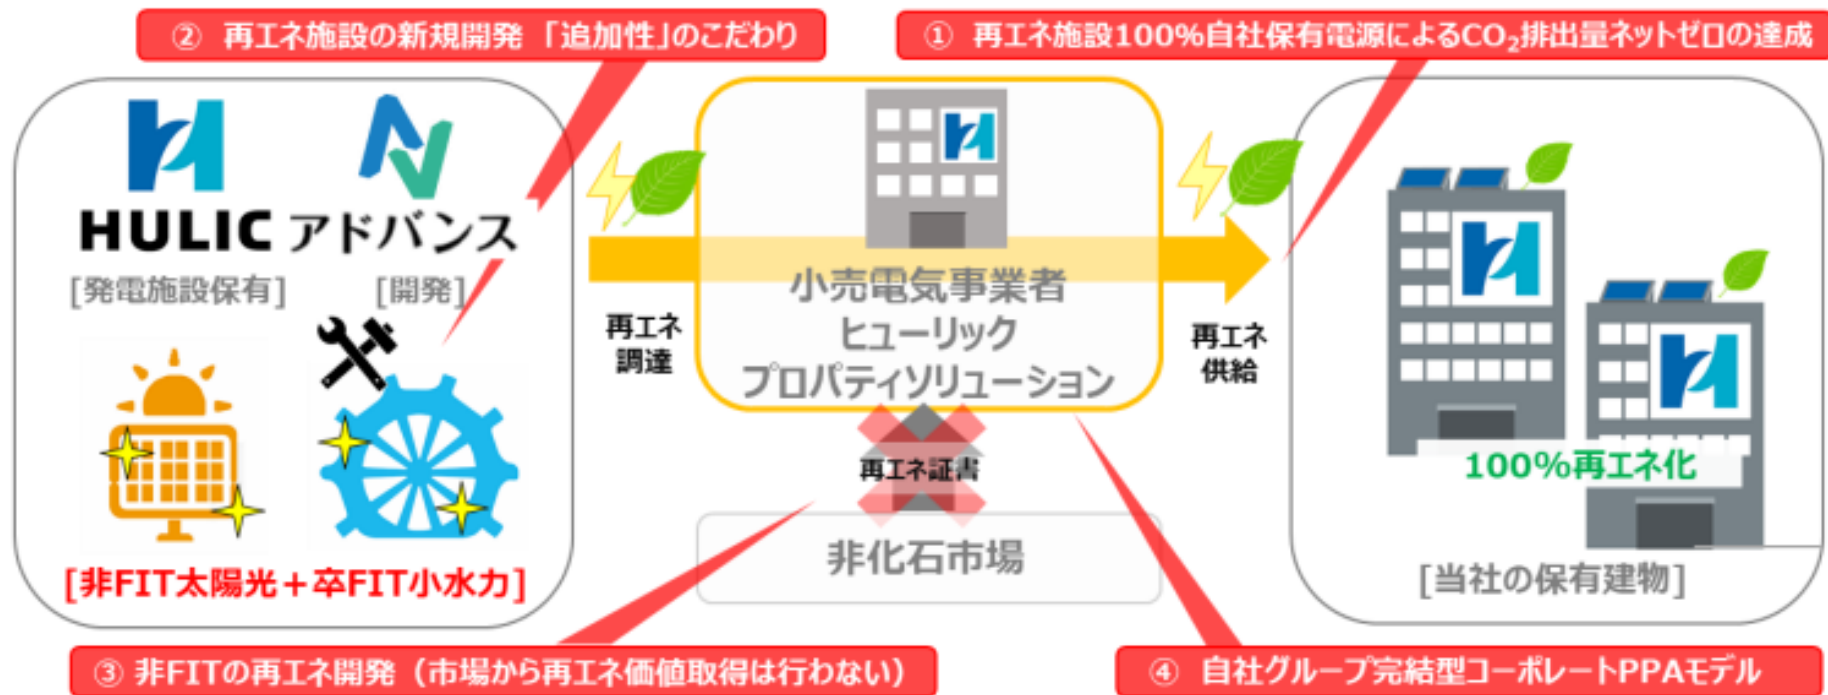 ② 再エネ施設の新規開発 「追加性」のこだわり
① 再エネ施設100%自社保有電源によるCO₂排出量ネットゼロの達成
HULIC アドバンス
[発電施設保有] [開発]
[非FIT太陽光＋卒FIT小水力]
再エネ
調達
小売電気事業者
ヒューリック
プロパティソリューション
再エネ証書
非化石市場
再エネ
供給
100%再エネ化
[当社の保有建物]
③ 非FITの再エネ開発（市場から再エネ価値取得は行わない）
④ 自社グループ完結型コーポレートPPAモデル